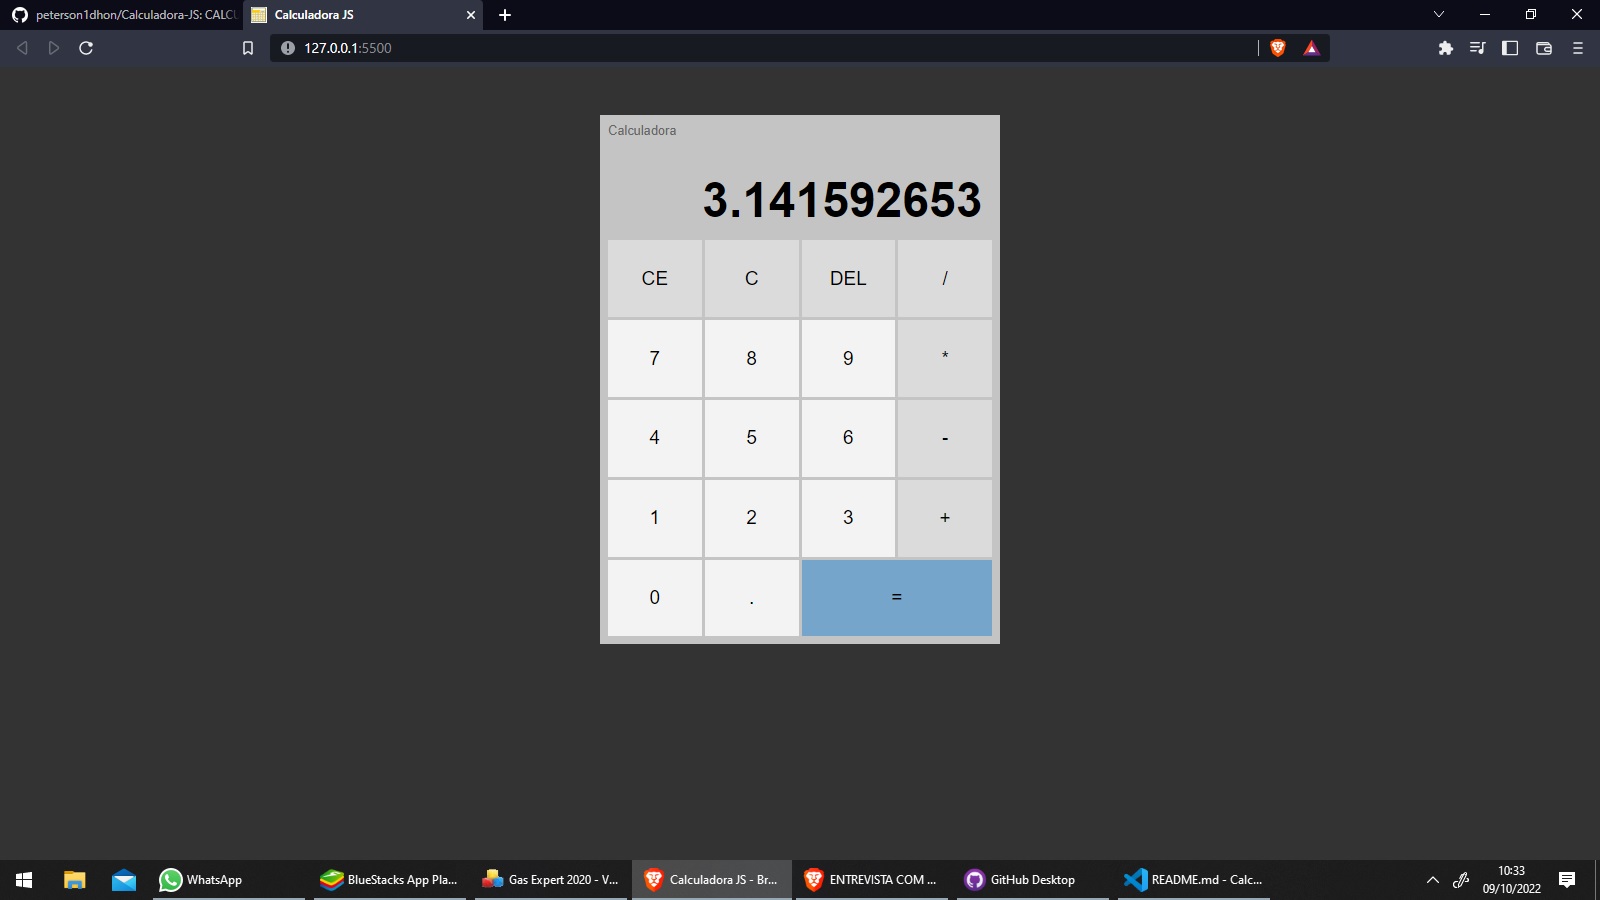 peterson1dhon/Calculadora-JS: CALCU
Calculadora JS
127.0.0.1:5500
Calculadora
3.141592653
CE C DEL /
7 8 9 *
4 5 6 -
1 2 3 +
0 . =
WhatsApp
BlueStacks App Pla...
Gas Expert 2020 - V...
Calculadora JS - Br...
ENTREVISTA COM ...
GitHub Desktop
README.md - Calc...
10:33
09/10/2022